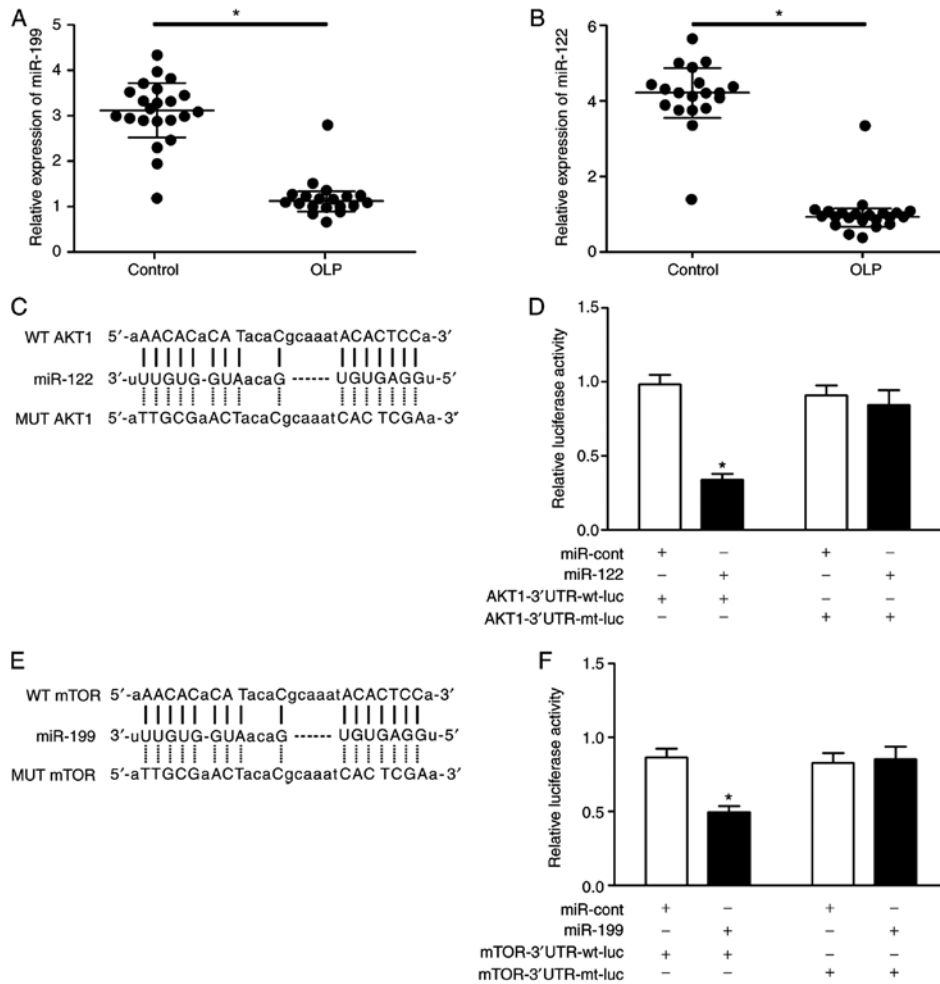 A
*
Relative expression of miR-199
5
4
3
2
1
0
Control
OLP
B
*
Relative expression of miR-122
6
4
2
0
Control
OLP
C
WT AKT1 5′-aAACACaCA TacaCgcaaatACACTCCa-3′
miR-122 3′-uUUGUG-GUAacaG ------ UGUGAGGu-5′
MUT AKT1 5′-aTTGCGaACTacaCgcaaatCAC TCGAa-3′
D
Relative luciferase activity
1.5
1.0
0.5
0.0
*
miR-cont + – + –
miR-122 – + – +
AKT1-3′UTR-wt-luc + + – –
AKT1-3′UTR-mt-luc – – + +
E
WT mTOR 5′-aAACACaCA TacaCgcaaatACACTCCa-3′
miR-199 3′-uUUGUG-GUAacaG ------ UGUGAGGu-5′
MUT mTOR 5′-aTTGCGaACTacaCgcaaatCAC TCGAa-3′
F
Relative luciferase activity
1.5
1.0
0.5
0.0
*
miR-cont + – + –
miR-199 – + – +
mTOR-3′UTR-wt-luc + + – –
mTOR-3′UTR-mt-luc – – + +